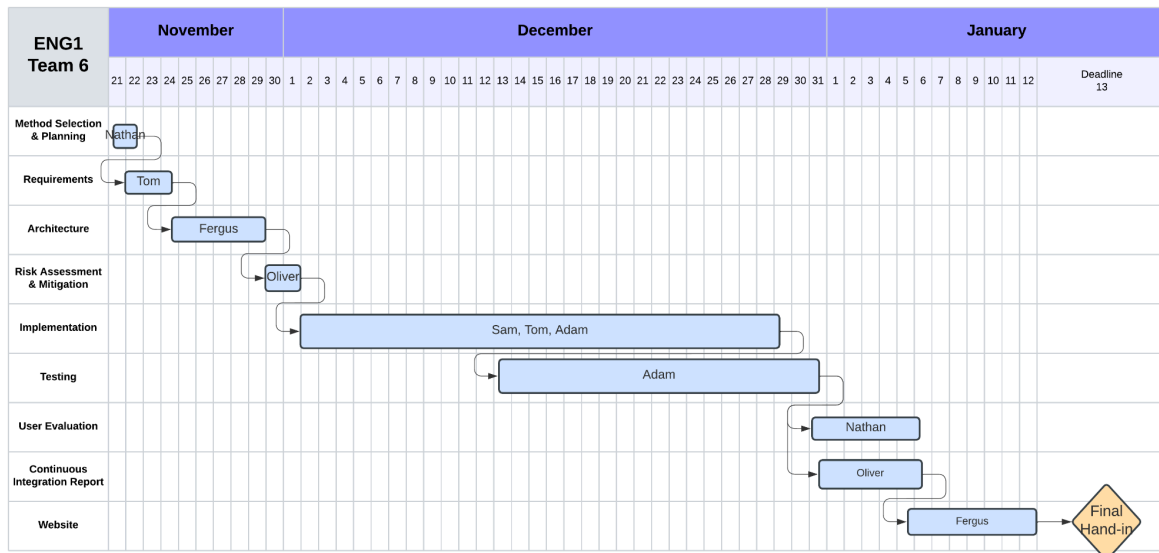 ENG1
Team 6
November
December
January
21 22 23 24 25 26 27 28 29 30 1 2 3 4 5 6 7 8 9 10 11 12 13 14 15 16 17 18 19 20 21 22 23 24 25 26 27 28 29 30 31 1 2 3 4 5 6 7 8 9 10 11 12
Deadline
13
Method Selection
& Planning
Nathan
Requirements
Tom
Architecture
Fergus
Risk Assessment
& Mitigation
Oliver
Implementation
Sam, Tom, Adam
Testing
Adam
User Evaluation
Nathan
Continuous
Integration Report
Oliver
Website
Fergus
Final
Hand-in